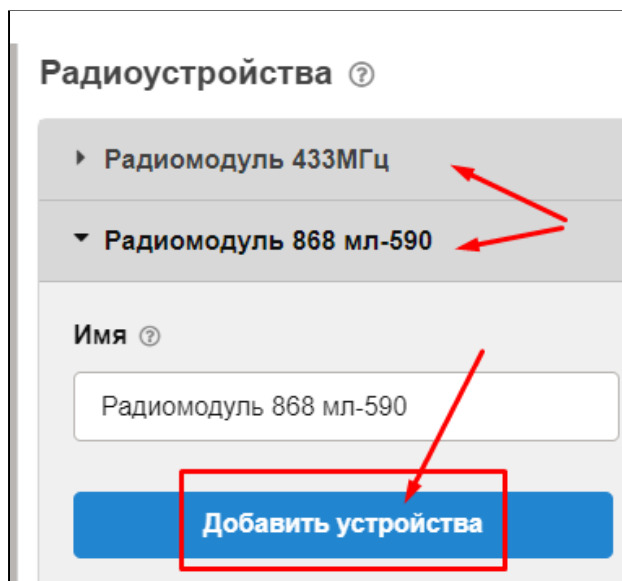 Радиоустройства ?
Радиомодуль 433МГц
Радиомодуль 868 мл-590
Имя ?
Радиомодуль 868 мл-590
Добавить устройства